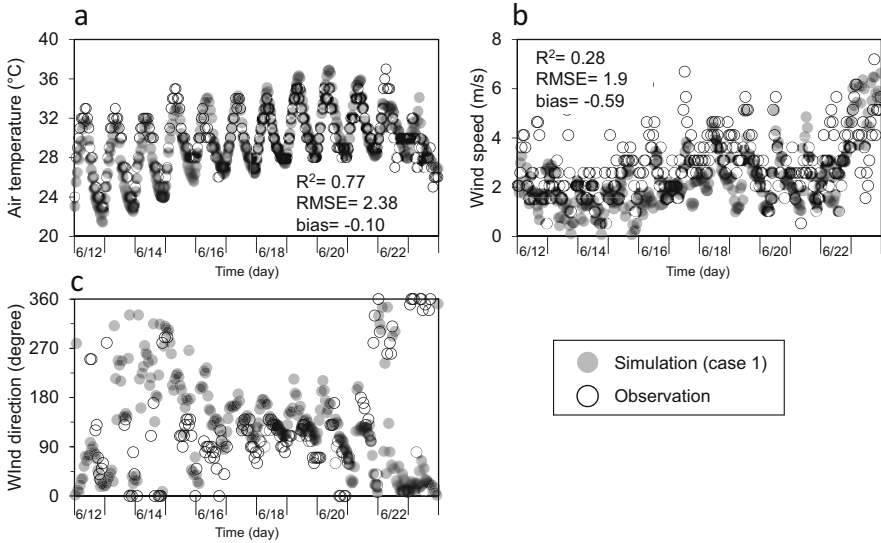 a
40
36
32
28
24
20
Air temperature (°C)
R²= 0.77
RMSE= 2.38
bias= -0.10
6/12 6/14 6/16 6/18 6/20 6/22
Time (day)
b
8
6
4
2
0
Wind speed (m/s)
R²= 0.28
RMSE= 1.9
bias= -0.59
6/12 6/14 6/16 6/18 6/20 6/22
Time (day)
c
360
270
180
90
0
WInd direction (degree)
6/12 6/14 6/16 6/18 6/20 6/22
Time (day)
Simulation (case 1)
Observation